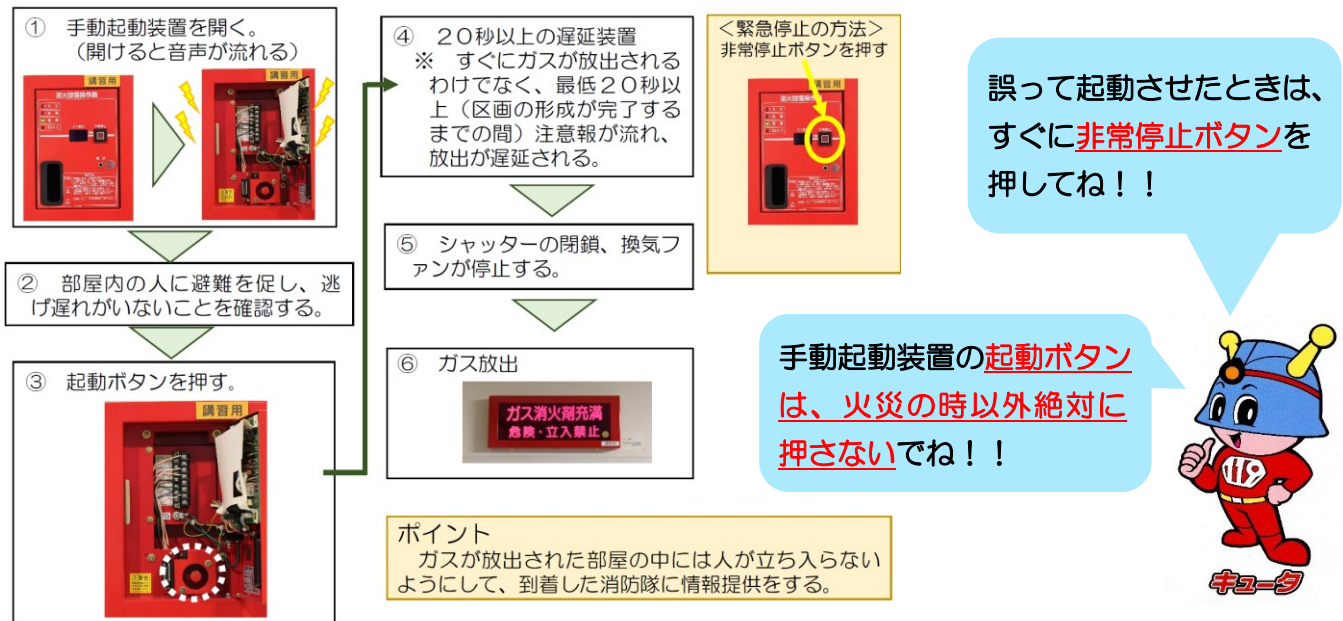 ① 手動起動装置を開く。
（開けると音声が流れる）
講習用
消火設備操作箱
講習用
② 部屋内の人に避難を促し、逃
げ遅れがいないことを確認する。
③ 起動ボタンを押す。
講習用
④ ２０秒以上の遅延装置
※ すぐにガスが放出される
わけでなく、最低２０秒以
上（区画の形成が完了する
までの間）注意報が流れ、
放出が遅延される。
⑤ シャッターの閉鎖、換気フ
ァンが停止する。
⑥ ガス放出
ガス消火剤充満
危険・立入禁止
＜緊急停止の方法＞
非常停止ボタンを押す
講習用
消火設備操作箱
ポイント
ガスが放出された部屋の中には人が立ち入らない
ようにして、到着した消防隊に情報提供をする。
誤って起動させたときは、
すぐに非常停止ボタンを
押してね！！
手動起動装置の起動ボタン
は、火災の時以外絶対に
押さないでね！！
119
キュータ